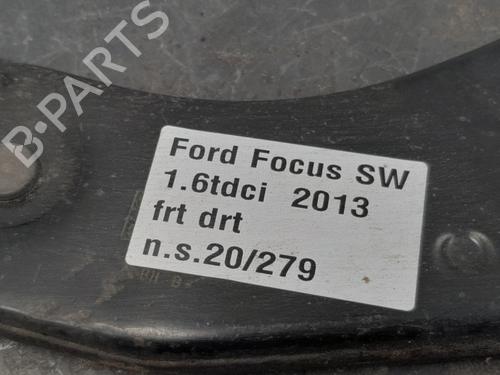 B-PARTS
Ford Focus SW
1.6tdci 2013
frt drt
n.s.20/279